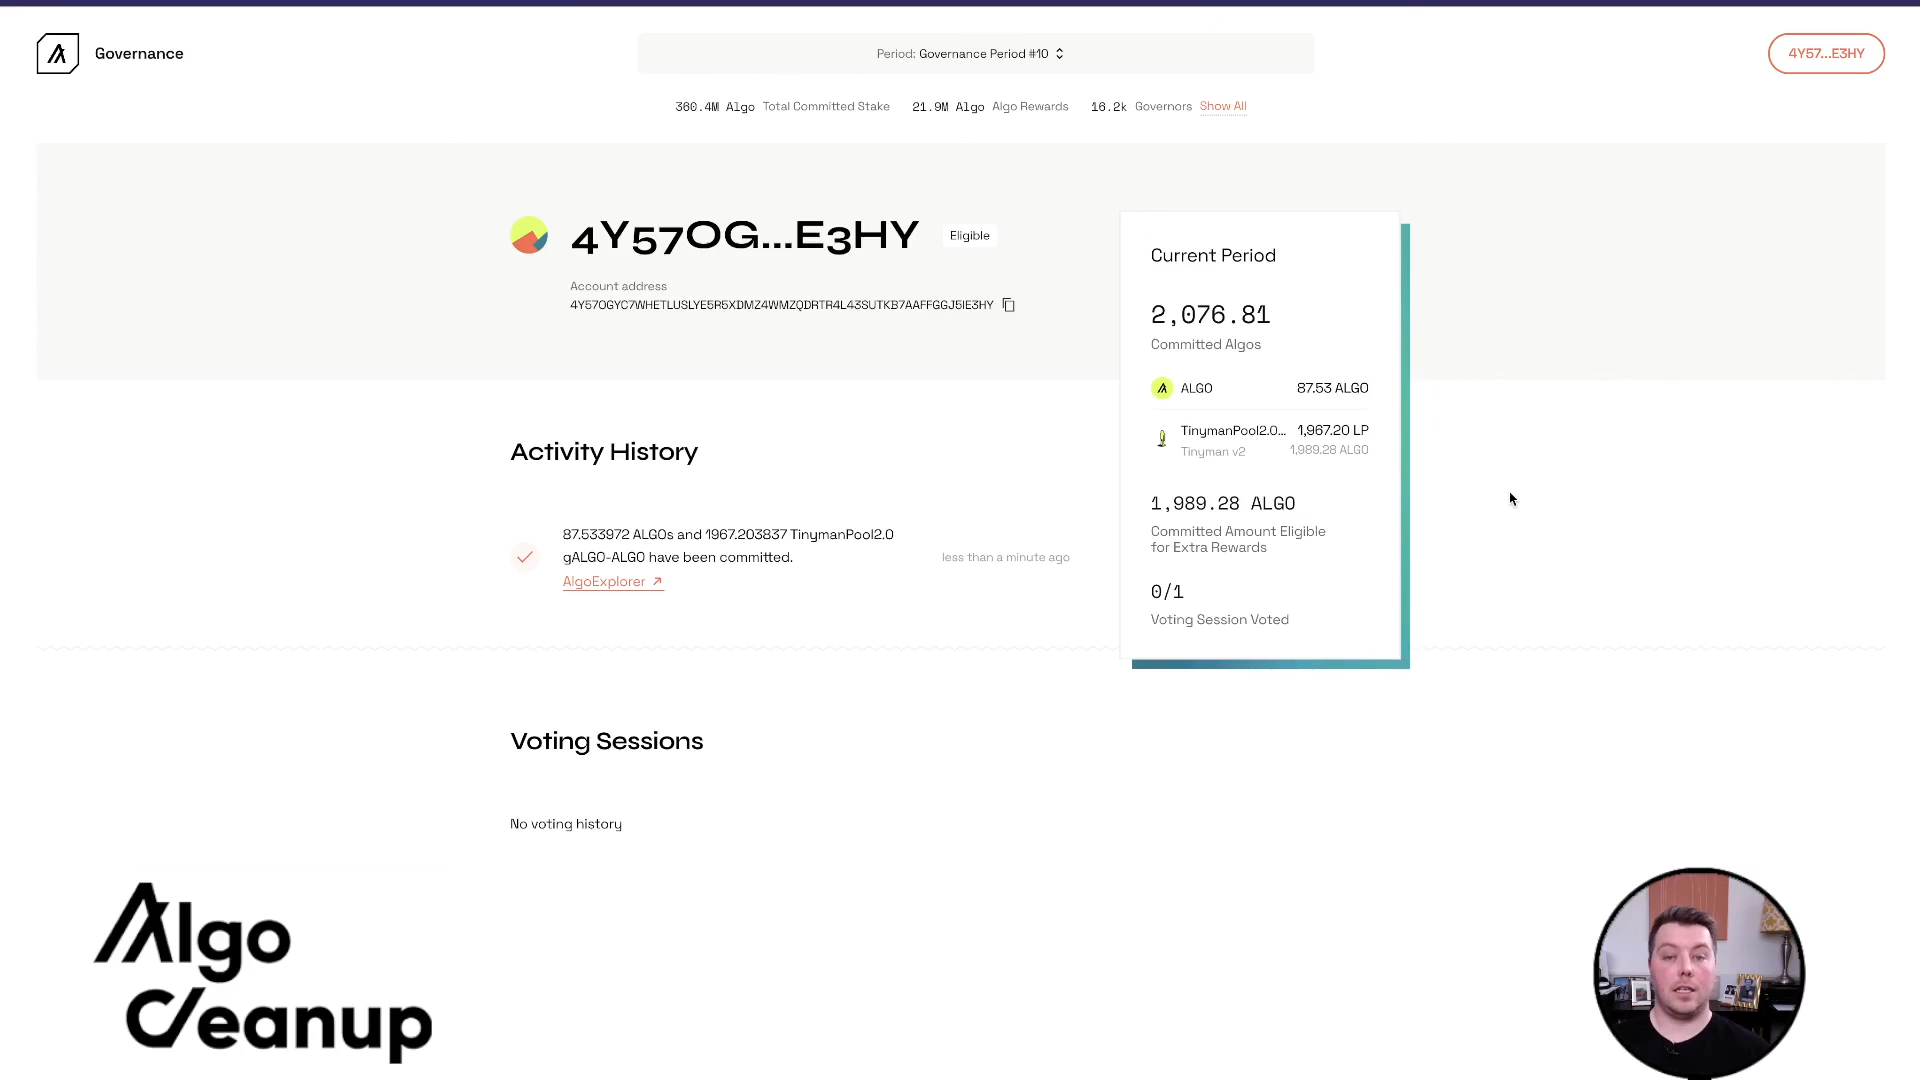 Governance
Period: Governance Period #10
4Y57...E3HY
360.4M Algo Total Committed Stake 21.9M Algo Algo Rewards 16.2k Governors Show All
4Y57OG...E3HY
Eligible
Account address
4Y57OGYC7WHETLUSLYE5R5XDMZ4WMZQDRTR4L43SUTKB7AAFFGGJ5IE3HY
Current Period
2,076.81
Committed Algos
ALGO 87.53 ALGO
TinymanPool2.0... 1,967.20 LP
Tinyman v2 1,989.28 ALGO
1,989.28 ALGO
Committed Amount Eligible
for Extra Rewards
0/1
Voting Session Voted
Activity History
87.533972 ALGOs and 1967.203837 TinymanPool2.0
gALGO-ALGO have been committed.
less than a minute ago
AlgoExplorer
Voting Sessions
No voting history
Algo
Cleanup